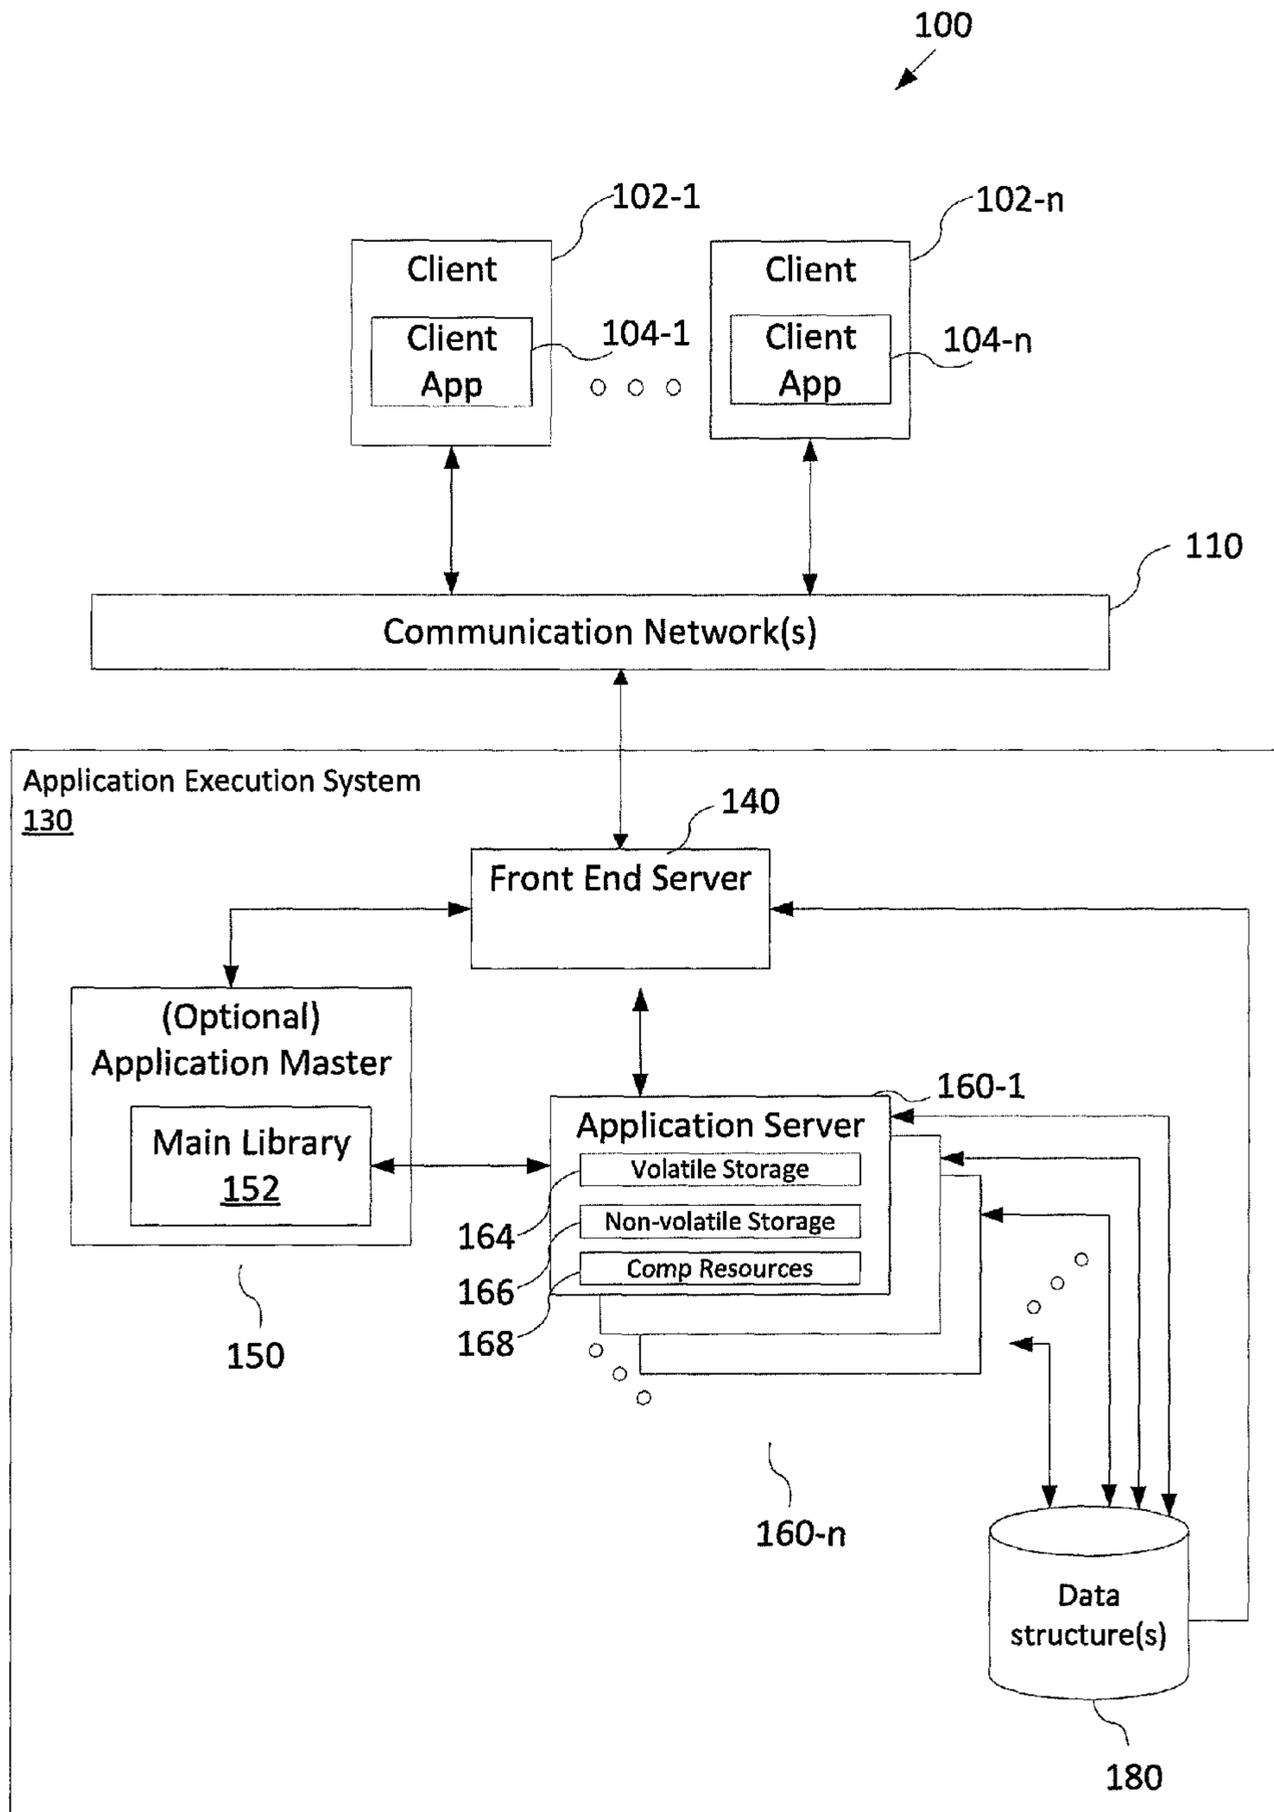 100
102-1
102-n
Client
Client
Client
App
104-1
Client
App
104-n
110
Communication Network(s)
Application Execution System
130
140
Front End Server
(Optional)
Application Master
Main Library
152
150
160-1
Application Server
Volatile Storage
164
Non-volatile Storage
166
Comp Resources
168
160-n
Data
structure(s)
180